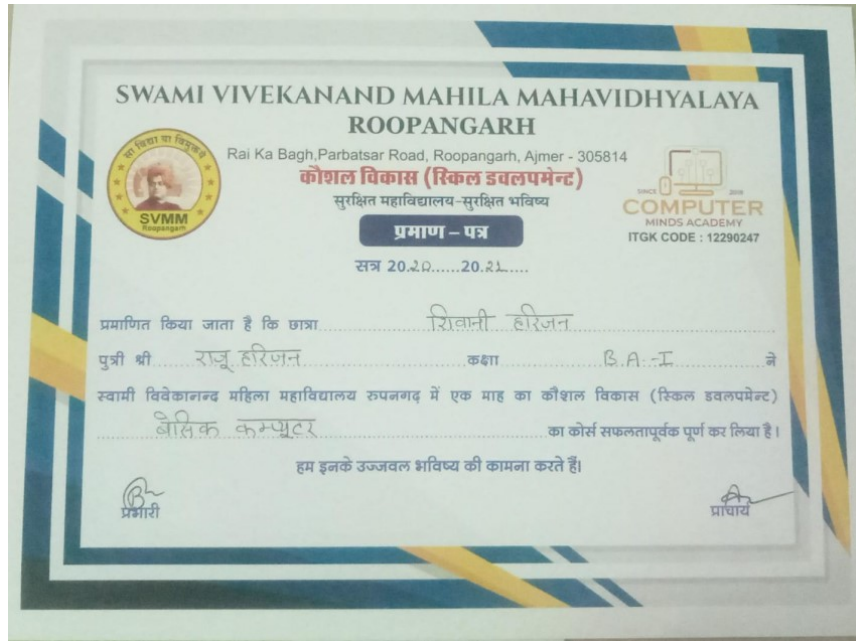 SWAMI VIVEKANAND MAHILA MAHAVIDHYALAYA
ROOPANGARH
Rai Ka Bagh,Parbatsar Road, Roopangarh, Ajmer - 305814
कौशल विकास (स्किल डवलपमेन्ट)
सुरक्षित महाविद्यालय-सुरक्षित भविष्य
प्रमाण – पत्र
सत्र 20.20......20.21.....
सा विद्या या विमुक्तये
SVMM
Roopangarh
SINCE 2019
COMPUTER
MINDS ACADEMY
ITGK CODE : 12290247
प्रमाणित किया जाता है कि छात्रा शिवानी हरिजन
पुत्री श्री राजू हरिजन कक्षा B.A.-I ने
स्वामी विवेकानन्द महिला महाविद्यालय रुपनगढ़ में एक माह का कौशल विकास (स्किल डवलपमेन्ट)
बेसिक कम्प्यूटर का कोर्स सफलतापूर्वक पूर्ण कर लिया है।
हम इनके उज्जवल भविष्य की कामना करते हैं।
प्रभारी
प्राचार्य